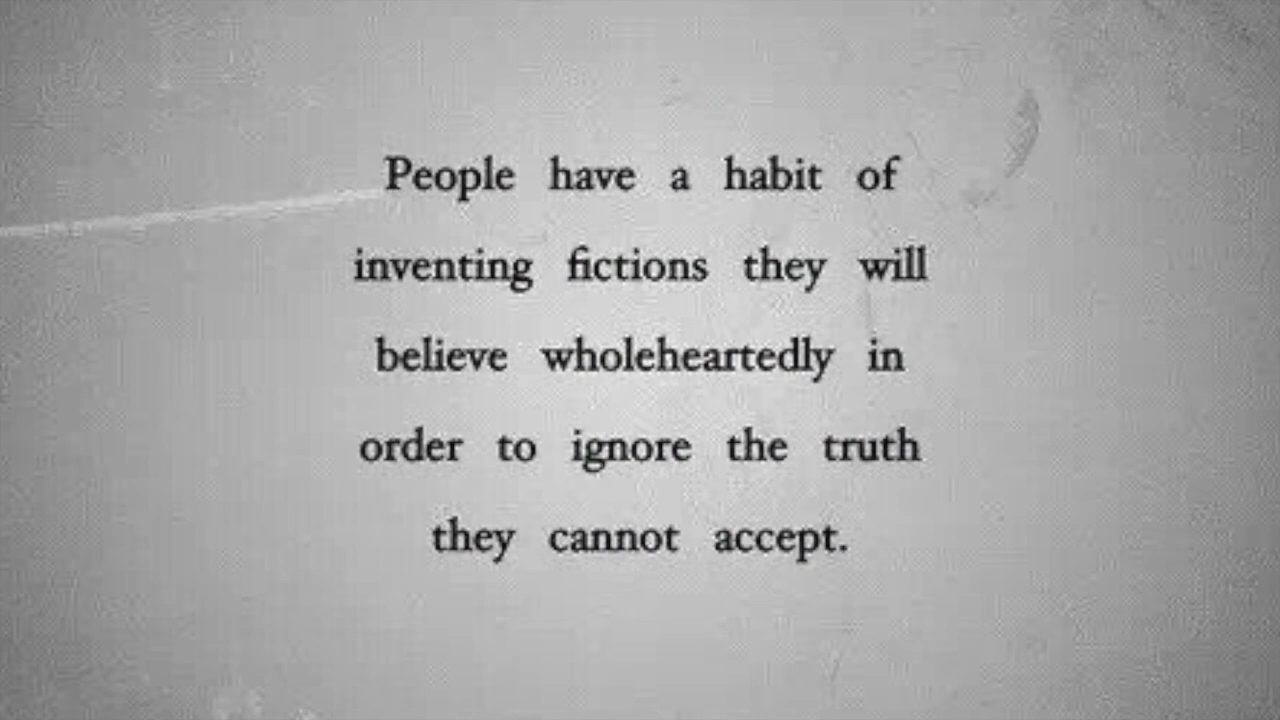 People have a habit of
inventing fictions they will
believe wholeheartedly in
order to ignore the truth
they cannot accept.